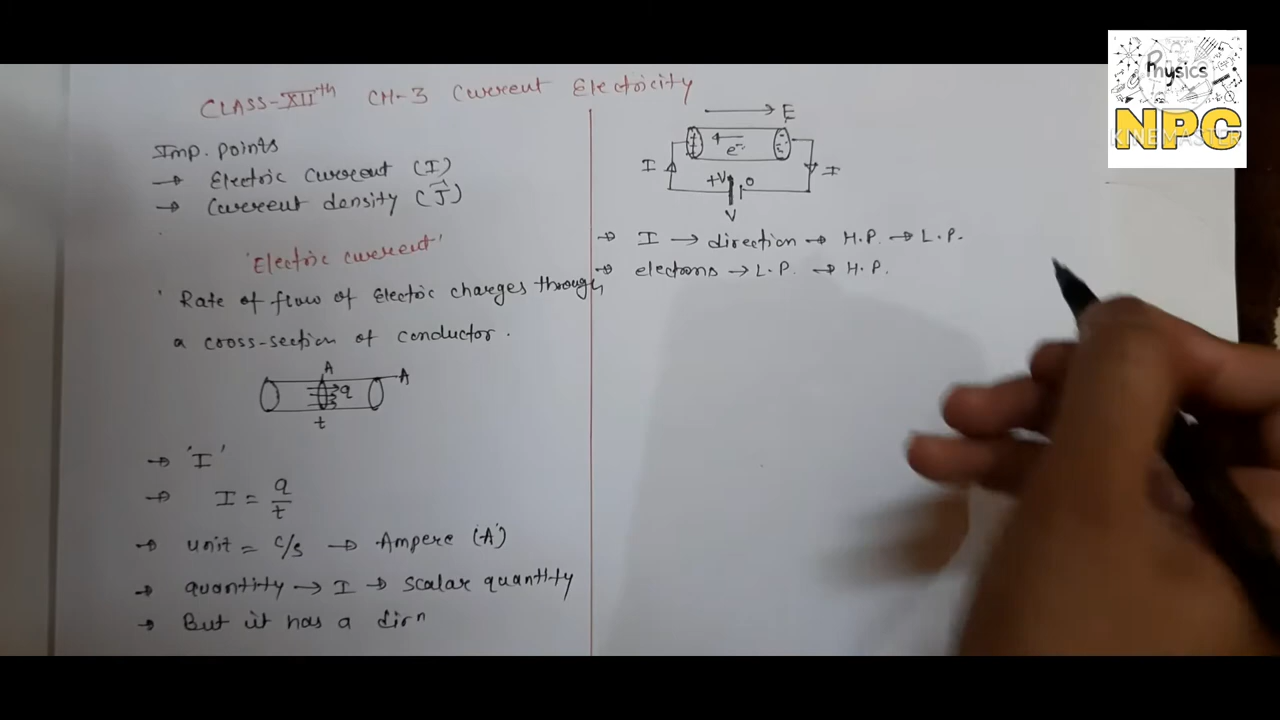 CLASS-XIIth CH-3 Current Electricity
Imp. points
→ Electric Current (I)
→ Current density (J⃗)
'Electric current'
' Rate of flow of Electric charges through
a cross-section of conductor.
A
A
q
t
→ 'I'
→ I = q/t
→ unit = C/s → Ampere (A)
→ quantity → I → scalar quantity
→ But it has a dirn
→ E
← e⁻
I
I
+V
0
V
→ I → direction → H.P. → L.P.
→ electrons → L.P. → H.P.
Physics
NPC
KINEMASTER